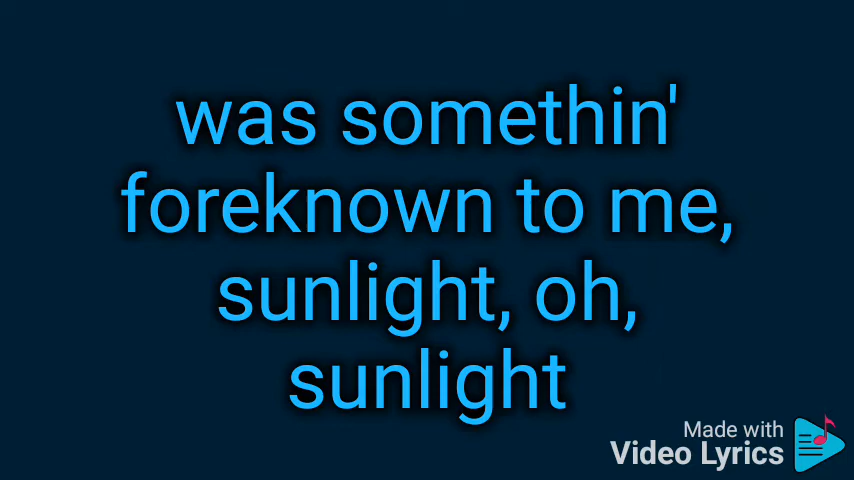 was somethin'
foreknown to me,
sunlight, oh,
sunlight
Made with
Video Lyrics